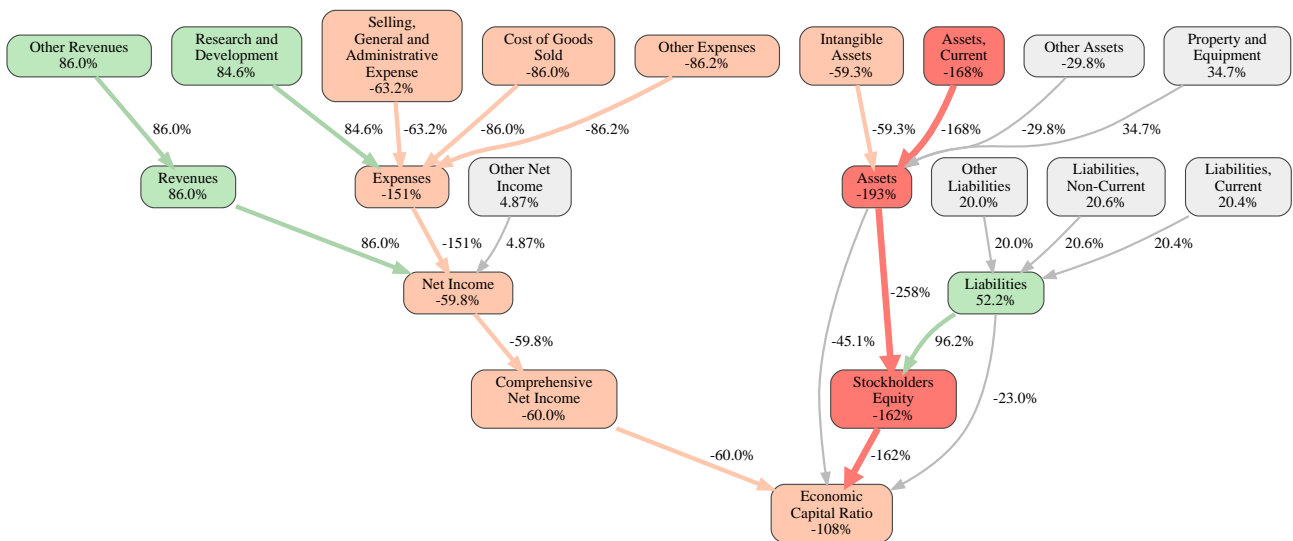 Other Revenues
86.0%
Research and
Development
84.6%
Selling,
General and
Administrative
Expense
-63.2%
Cost of Goods
Sold
-86.0%
Other Expenses
-86.2%
Intangible
Assets
-59.3%
Assets,
Current
-168%
Other Assets
-29.8%
Property and
Equipment
34.7%
86.0%
84.6%
-63.2%
-86.0%
-86.2%
-59.3%
-168%
-29.8%
34.7%
Revenues
86.0%
Expenses
-151%
Other Net
Income
4.87%
Assets
-193%
Other
Liabilities
20.0%
Liabilities,
Non-Current
20.6%
Liabilities,
Current
20.4%
86.0%
-151%
4.87%
20.0%
20.6%
20.4%
Net Income
-59.8%
-258%
Liabilities
52.2%
-59.8%
-45.1%
96.2%
Comprehensive
Net Income
-60.0%
Stockholders
Equity
-162%
-23.0%
-60.0%
-162%
Economic
Capital Ratio
-108%